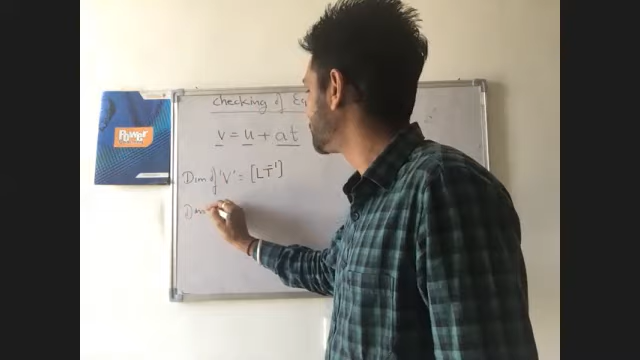 checking of Eq
v = u + at
Dim of 'V' = [LT⁻¹]
Dim
Power